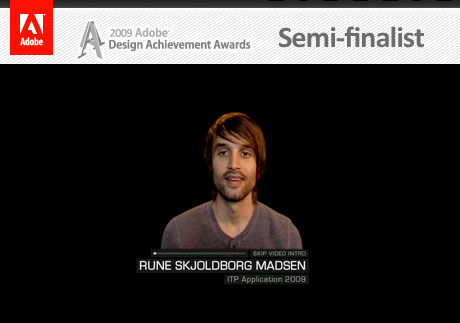 Adobe
2009 Adobe®
Design Achievement Awards
Semi-finalist
SKIP VIDEO INTRO
RUNE SKJOLDBORG MADSEN
ITP Application 2009